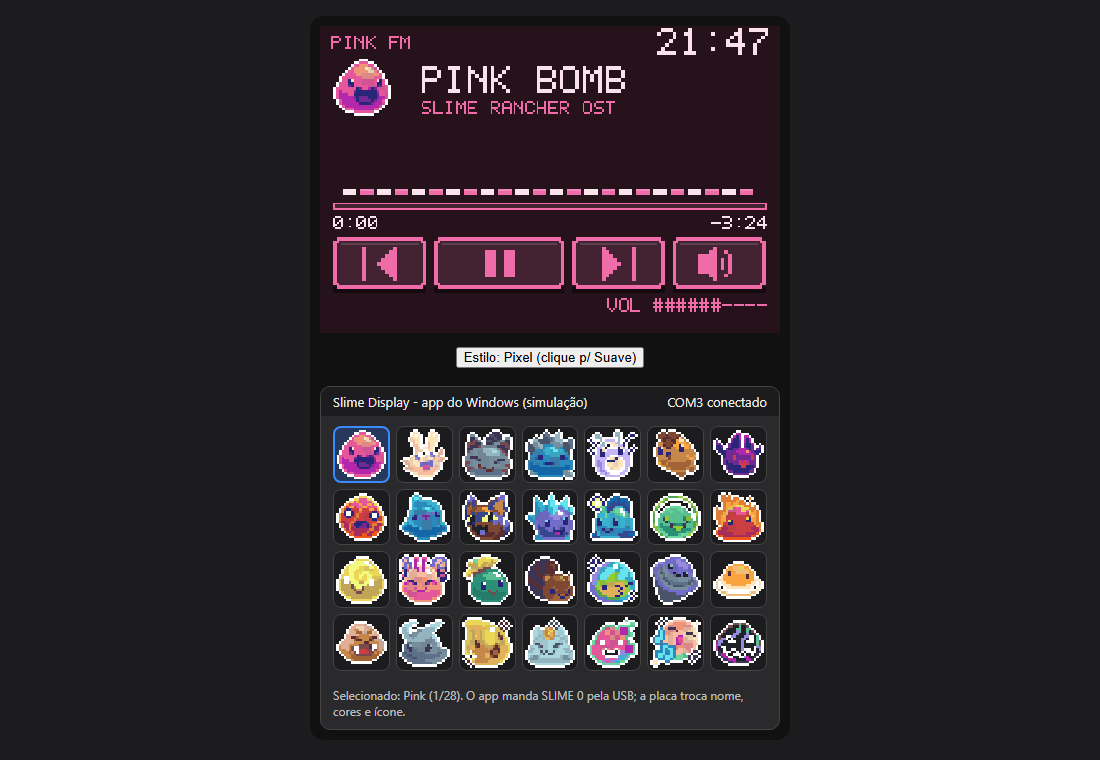 PINK FM
21:47
PINK BOMB
SLIME RANCHER OST
0:00
-3:24
VOL ######----
Estilo: Pixel (clique p/ Suave)
Slime Display - app do Windows (simulação)
COM3 conectado
Selecionado: Pink (1/28). O app manda SLIME 0 pela USB; a placa troca nome,
cores e ícone.